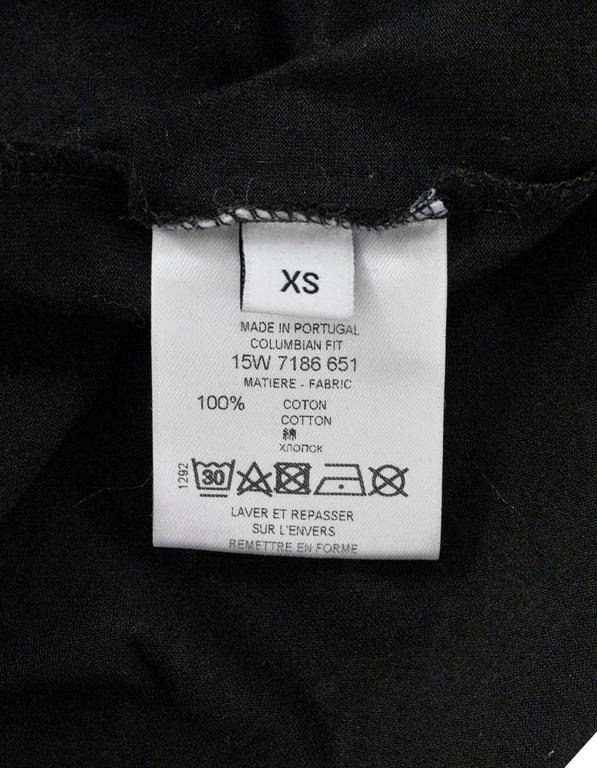 XS
MADE IN PORTUGAL
COLUMBIAN FIT
15W 7186 651
MATIERE - FABRIC
100% COTON
COTTON
綿
ХЛОПОК
1292 30
LAVER ET REPASSER
SUR L'ENVERS
REMETTRE EN FORME